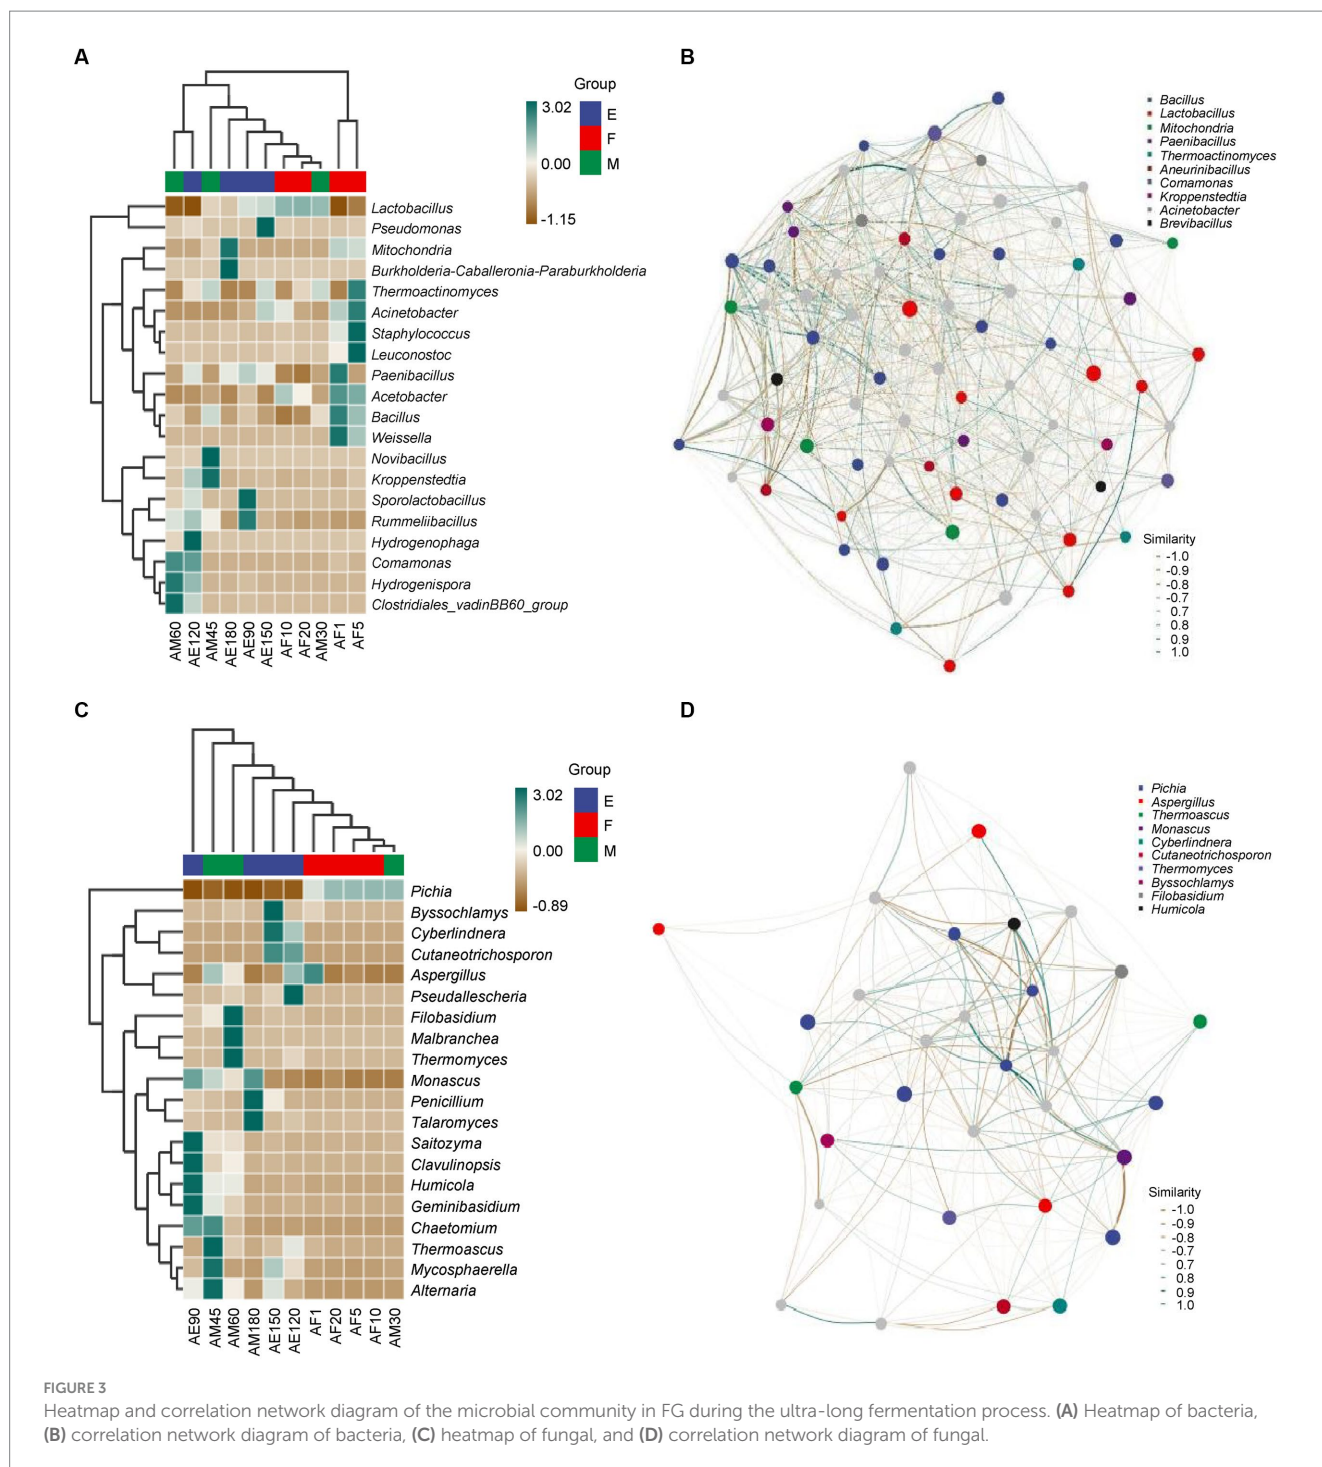 A
Group
3.02
0.00
-1.15
E
F
M
Lactobacillus
Pseudomonas
Mitochondria
Burkholderia-Caballeronia-Paraburkholderia
Thermoactinomyces
Acinetobacter
Staphylococcus
Leuconostoc
Paenibacillus
Acetobacter
Bacillus
Weissella
Novibacillus
Kroppenstedtia
Sporolactobacillus
Rummeliibacillus
Hydrogenophaga
Comamonas
Hydrogenispora
Clostridiales_vadinBB60_group
AM60
AE120
AM45
AE180
AE90
AE150
AF10
AF20
AM30
AF1
AF5
B
Bacillus
Lactobacillus
Mitochondria
Paenibacillus
Thermoactinomyces
Aneurinibacillus
Comamonas
Kroppenstedtia
Acinetobacter
Brevibacillus
Similarity
-1.0
-0.9
-0.8
-0.7
0.7
0.8
0.9
1.0
C
Group
3.02
0.00
-0.89
E
F
M
Pichia
Byssochlamys
Cyberlindnera
Cutaneotrichosporon
Aspergillus
Pseudallescheria
Filobasidium
Malbranchea
Thermomyces
Monascus
Penicillium
Talaromyces
Saitozyma
Clavulinopsis
Humicola
Geminibasidium
Chaetomium
Thermoascus
Mycosphaerella
Alternaria
AE90
AM45
AM60
AM180
AE150
AE120
AF1
AF20
AF5
AF10
AM30
D
Pichia
Aspergillus
Thermoascus
Monascus
Cyberlindnera
Cutaneotrichosporon
Thermomyces
Byssochlamys
Filobasidium
Humicola
Similarity
-1.0
-0.9
-0.8
-0.7
0.7
0.8
0.9
1.0
FIGURE 3
Heatmap and correlation network diagram of the microbial community in FG during the ultra-long fermentation process. (A) Heatmap of bacteria,
(B) correlation network diagram of bacteria, (C) heatmap of fungal, and (D) correlation network diagram of fungal.